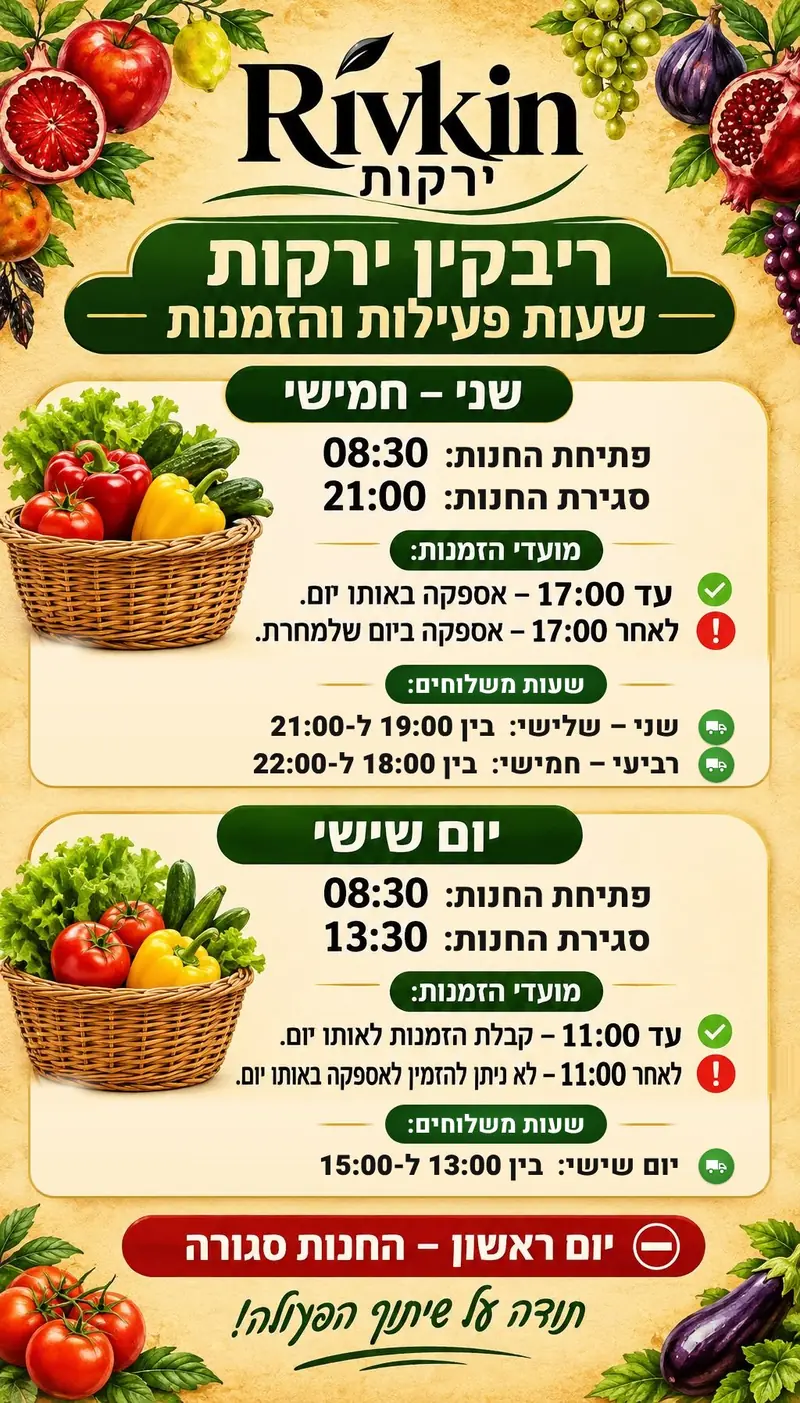 Rivkin
ירקות
ריבקין ירקות
שעות פעילות והזמנות
שני – חמישי
פתיחת החנות: 08:30
סגירת החנות: 21:00
מועדי הזמנות:
עד 17:00 – אספקה באותו יום.
לאחר 17:00 – אספקה ביום שלמחרת.
שעות משלוחים:
שני – שלישי: בין 19:00 ל-21:00
רביעי – חמישי: בין 18:00 ל-22:00
יום שישי
פתיחת החנות: 08:30
סגירת החנות: 13:30
מועדי הזמנות:
עד 11:00 – קבלת הזמנות לאותו יום.
לאחר 11:00 – לא ניתן להזמין לאספקה באותו יום.
שעות משלוחים:
יום שישי: בין 13:00 ל-15:00
יום ראשון – החנות סגורה
תודה על שיתוף הפעולה!